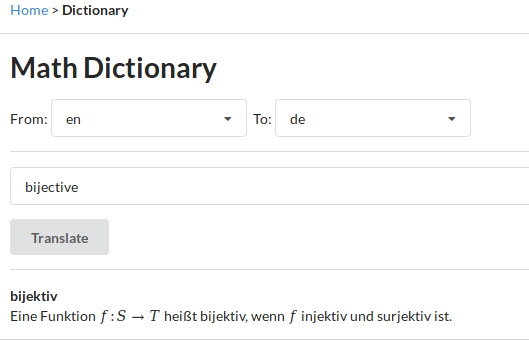 Home > Dictionary
Math Dictionary
From: en To: de
bijective
Translate
bijektiv
Eine Funktion f : S → T heißt bijektiv, wenn f injektiv und surjektiv ist.